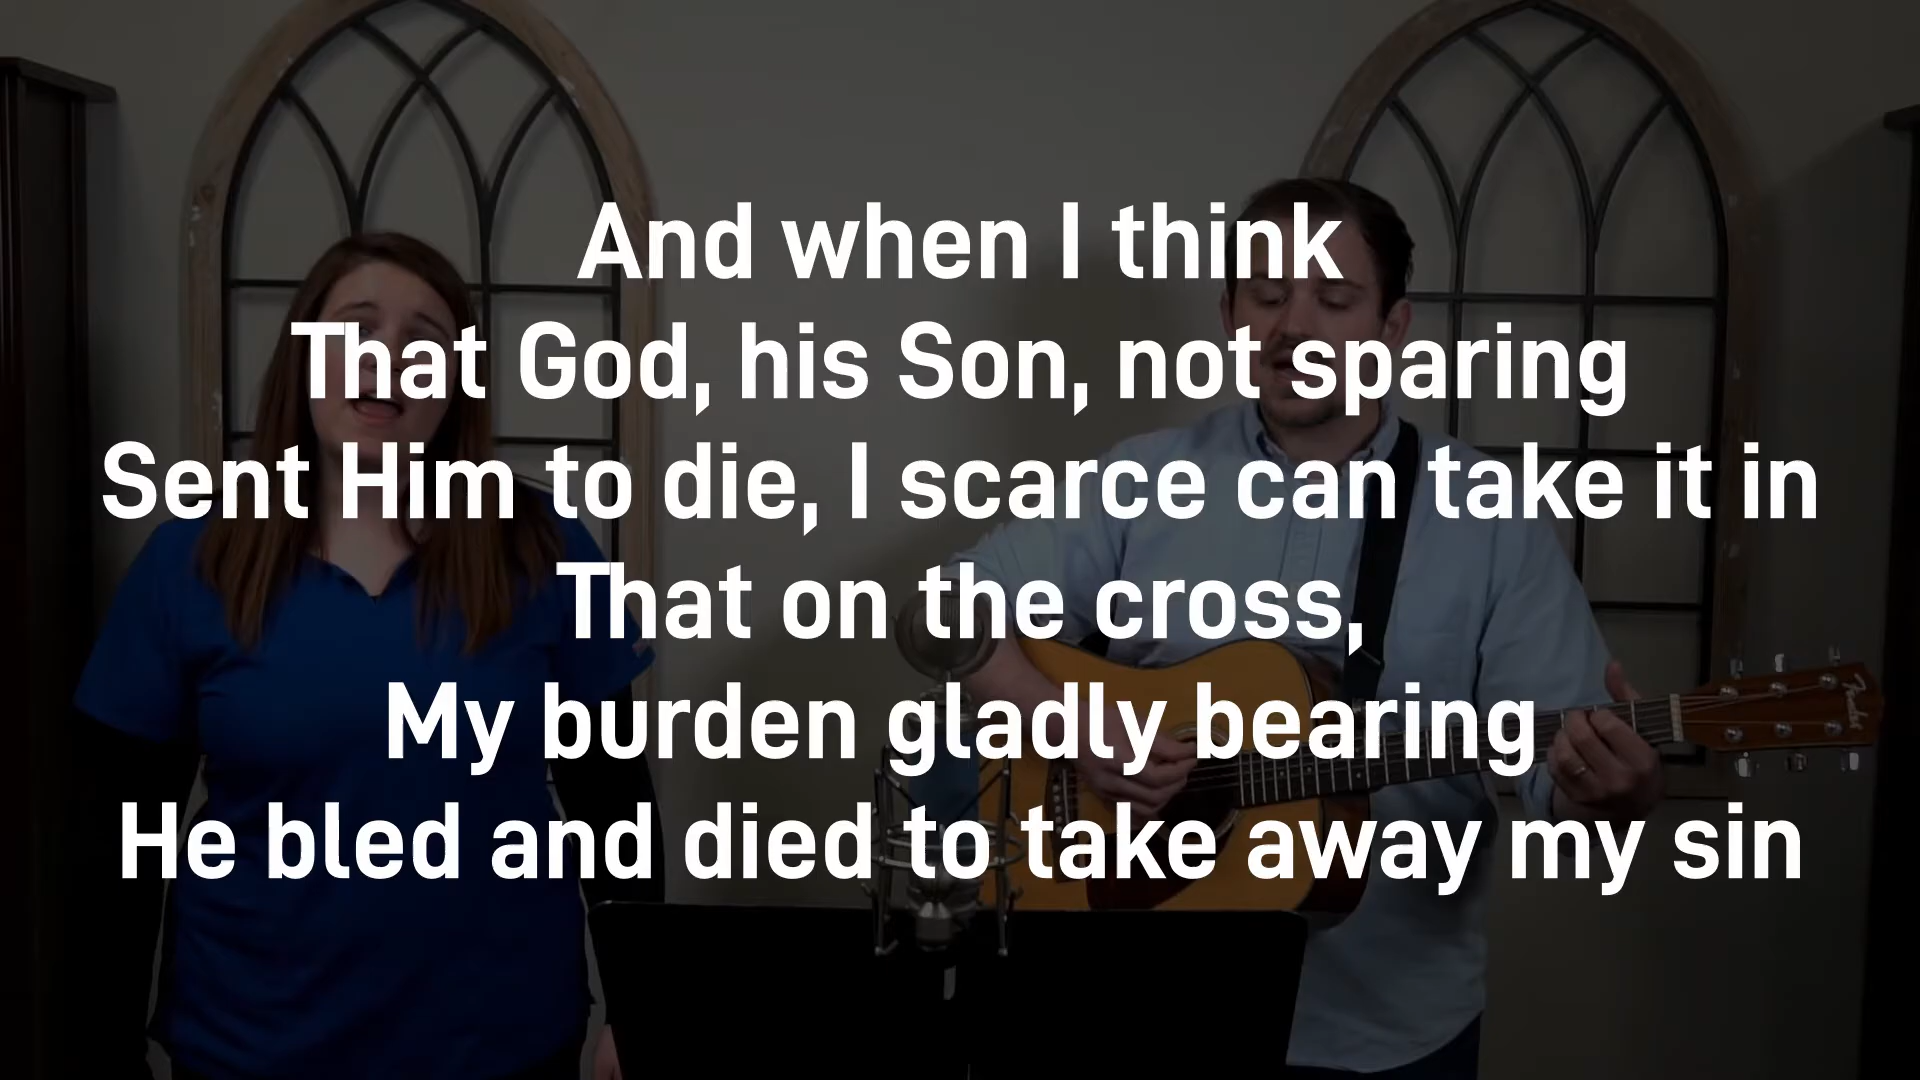 And when I think
That God, his Son, not sparing
Sent Him to die, I scarce can take it in
That on the cross,
My burden gladly bearing
He bled and died to take away my sin
Fender